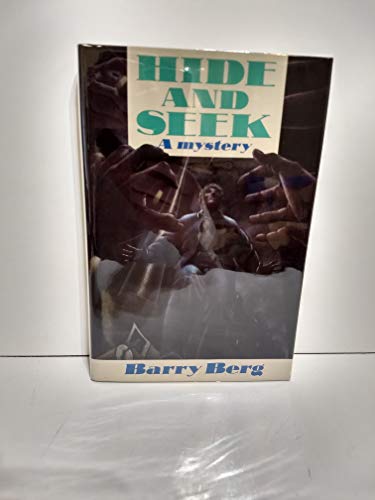 HIDE
AND
SEEK
A mystery
Barry Berg